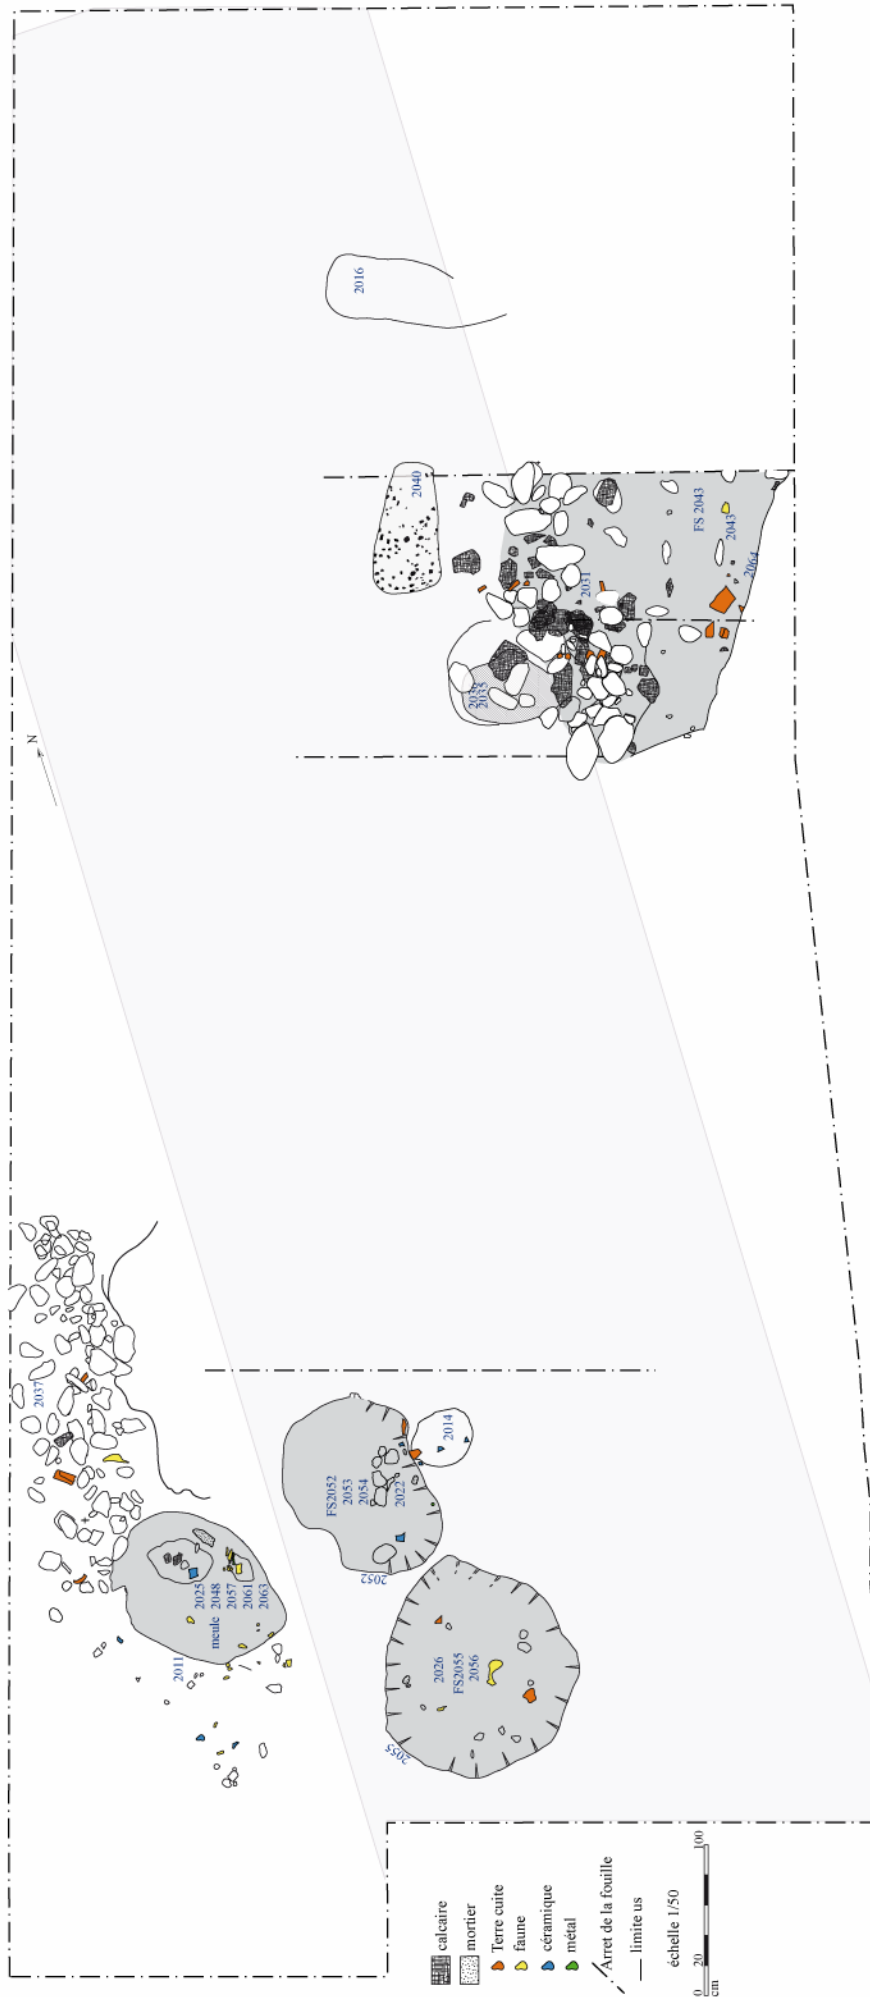 2016
2040
FS 2043
2043
2064
2031
2036
2035
N
2037
2014
FS2052
2053
2054
2022
2052
2025
2048
2057
2061
2063
meule
2011
2026
FS2055
2056
2055
calcaire
mortier
Terre cuite
faune
céramique
métal
Arret de la fouille
limite us
échelle 1/50
0 20 100
cm